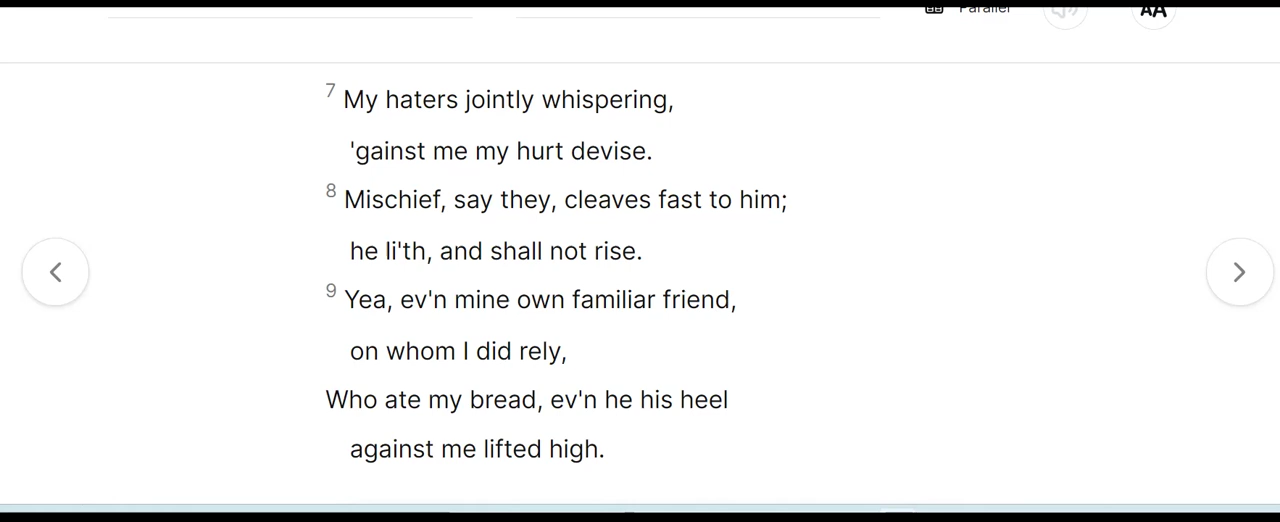 Parallel
AA
7 My haters jointly whispering,
'gainst me my hurt devise.
8 Mischief, say they, cleaves fast to him;
he li'th, and shall not rise.
9 Yea, ev'n mine own familiar friend,
on whom I did rely,
Who ate my bread, ev'n he his heel
against me lifted high.